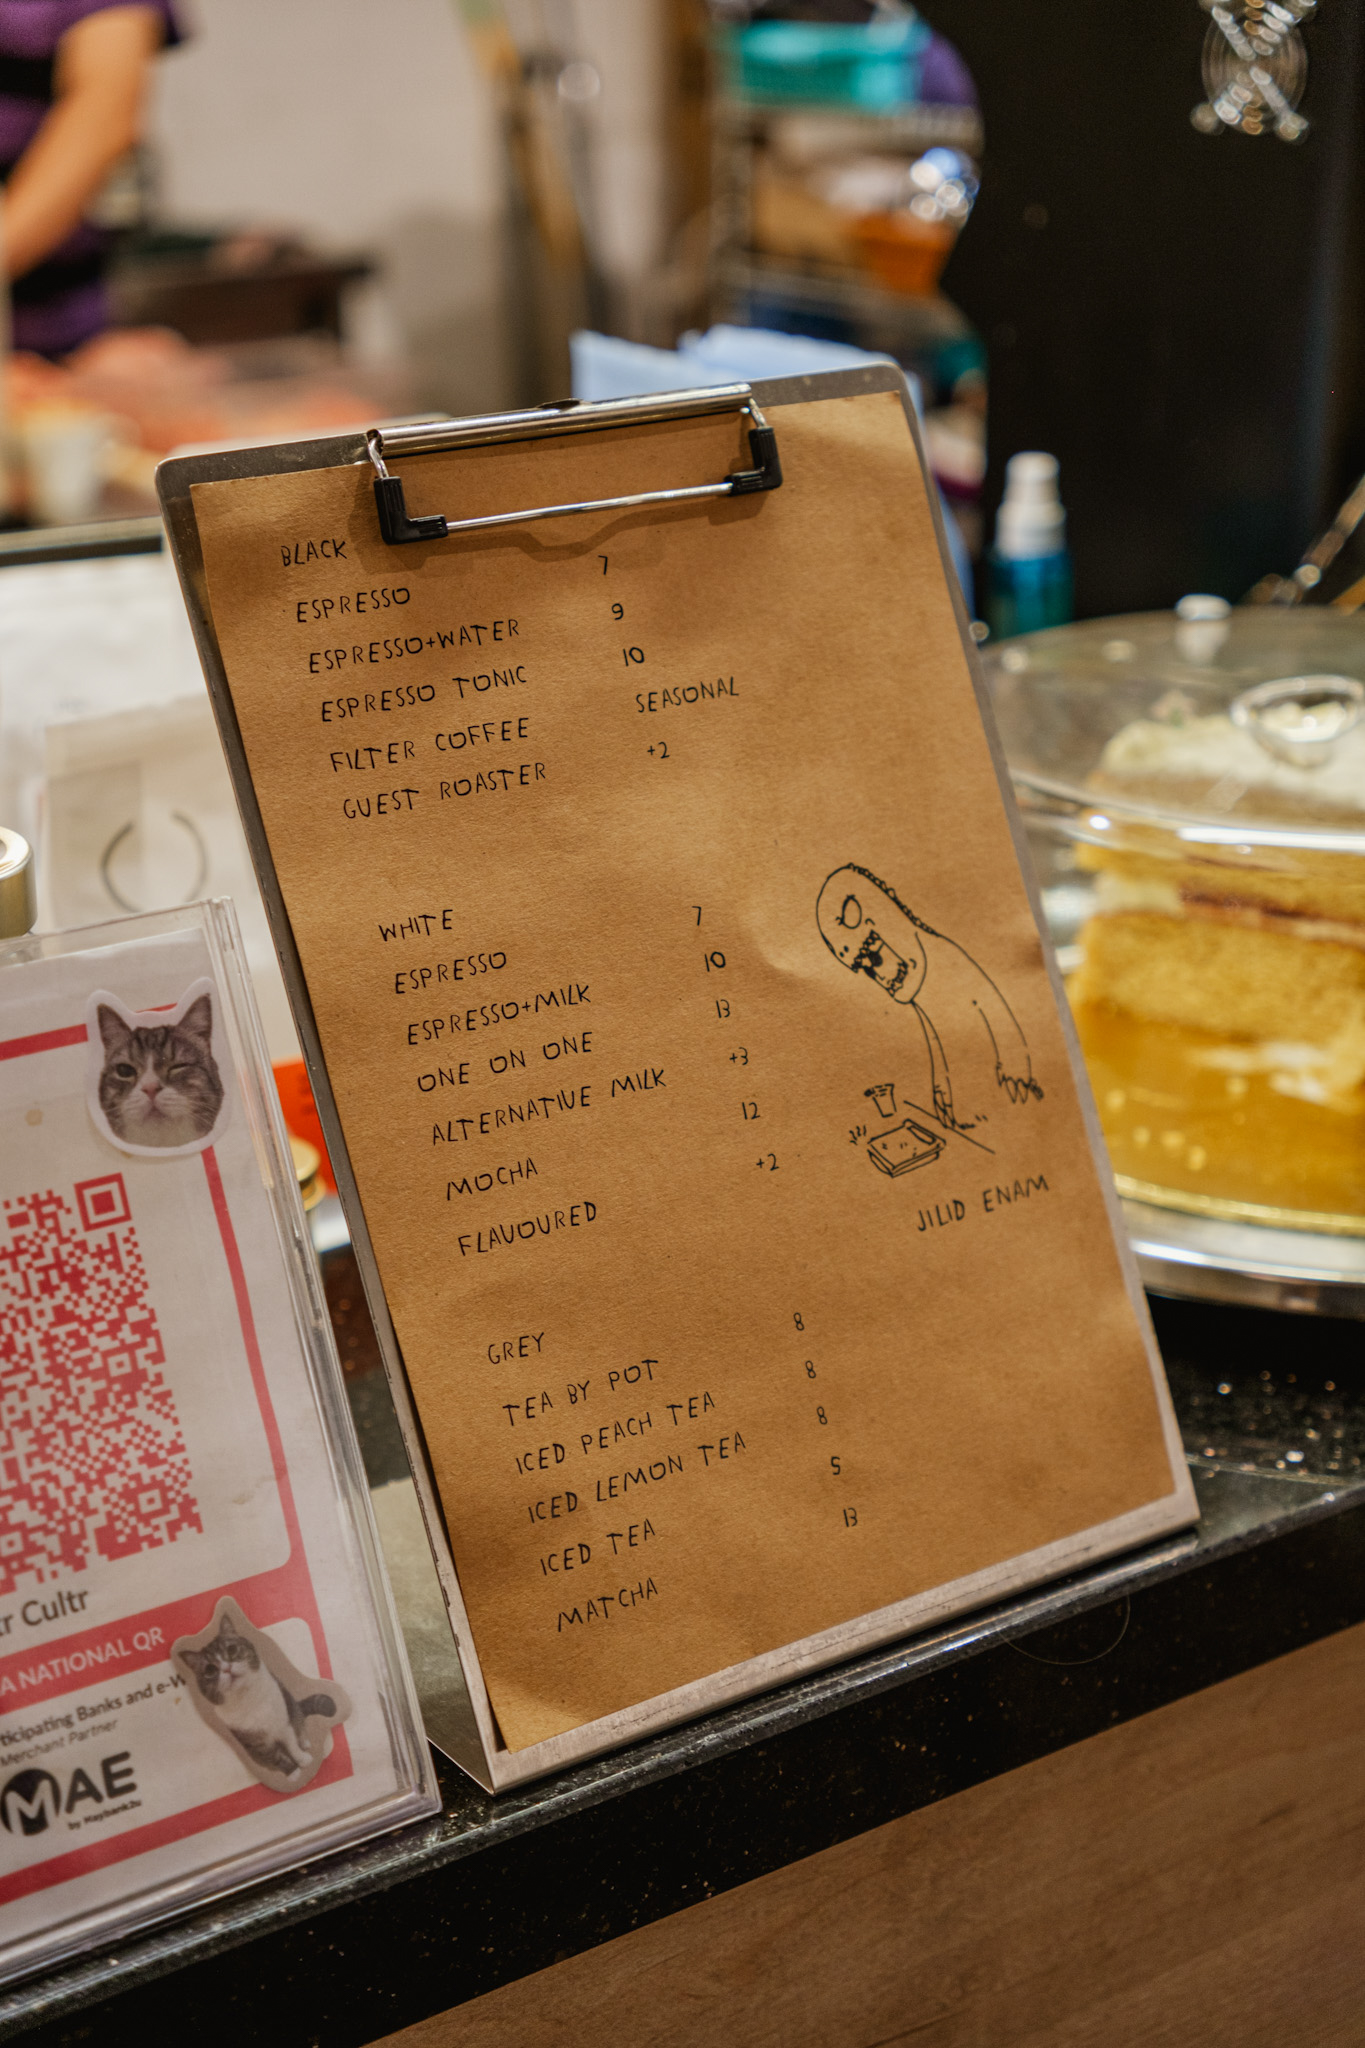 BLACK
ESPRESSO 7
ESPRESSO+WATER 9
ESPRESSO TONIC 10
FILTER COFFEE SEASONAL
GUEST ROASTER +2
WHITE
ESPRESSO 7
ESPRESSO+MILK 10
ONE ON ONE 13
ALTERNATIVE MILK +3
MOCHA 12
FLAVOURED +2
JILID ENAM
GREY
TEA BY POT 8
ICED PEACH TEA 8
ICED LEMON TEA 8
ICED TEA 5
MATCHA 13
tr Cultr
A NATIONAL QR
ticipating Banks and e-W
Merchant Partner
MAE
by Maybank2u